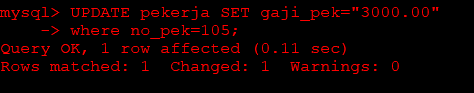 mysql> UPDATE pekerja SET gaji_pek="3000.00"
    -> where no_pek=105;
Query OK, 1 row affected (0.11 sec)
Rows matched: 1  Changed: 1  Warnings: 0